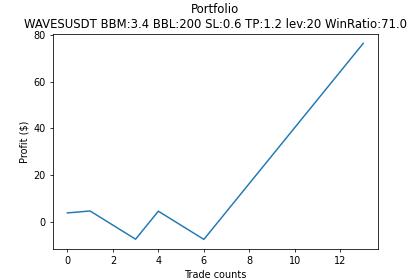 Portfolio
WAVESUSDT BBM:3.4 BBL:200 SL:0.6 TP:1.2 lev:20 WinRatio:71.0
80
60
40
20
0
Profit ($)
0 2 4 6 8 10 12
Trade counts